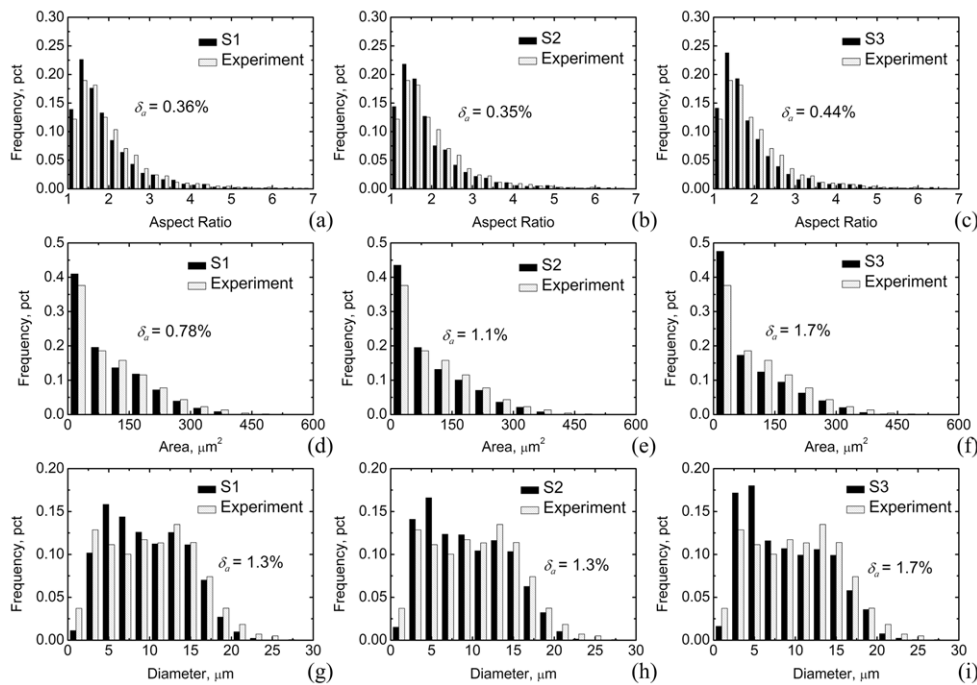 0.30
0.25
0.20
0.15
0.10
0.05
0.00
Frequency, pct
S1
Experiment
δa = 0.36%
1 2 3 4 5 6 7
Aspect Ratio
(a)
0.30
0.25
0.20
0.15
0.10
0.05
0.00
Frequency, pct
S2
Experiment
δa = 0.35%
1 2 3 4 5 6 7
Aspect Ratio
(b)
0.30
0.25
0.20
0.15
0.10
0.05
0.00
Frequency, pct
S3
Experiment
δa = 0.44%
1 2 3 4 5 6 7
Aspect Ratio
(c)
0.5
0.4
0.3
0.2
0.1
0.0
Frequency, pct
S1
Experiment
δa = 0.78%
0 150 300 450 600
Area, μm²
(d)
0.5
0.4
0.3
0.2
0.1
0.0
Frequency, pct
S2
Experiment
δa = 1.1%
0 150 300 450 600
Area, μm²
(e)
0.5
0.4
0.3
0.2
0.1
0.0
Frequency, pct
S3
Experiment
δa = 1.7%
0 150 300 450 600
Area, μm²
(f)
0.20
0.15
0.10
0.05
0.00
Frequency, pct
S1
Experiment
δa = 1.3%
0 5 10 15 20 25 30
Diameter, μm
(g)
0.20
0.15
0.10
0.05
0.00
Frequency, pct
S2
Experiment
δa = 1.3%
0 5 10 15 20 25 30
Diameter, μm
(h)
0.20
0.15
0.10
0.05
0.00
Frequency, pct
S3
Experiment
δa = 1.7%
0 5 10 15 20 25 30
Diameter, μm
(i)